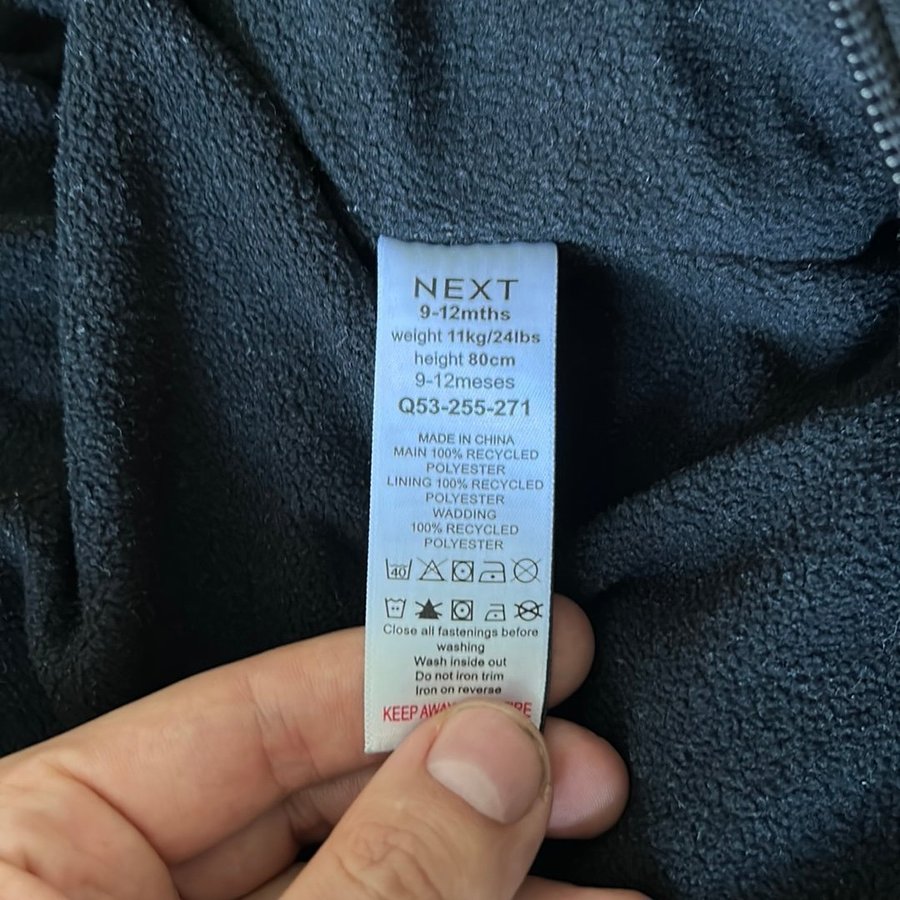 NEXT
9-12mths
weight 11kg/24lbs
height 80cm
9-12meses
Q53-255-271
MADE IN CHINA
MAIN 100% RECYCLED
POLYESTER
LINING 100% RECYCLED
POLYESTER
WADDING
100% RECYCLED
POLYESTER
40
Close all fastenings before
washing
Wash inside out
Do not iron trim
Iron on reverse
KEEP AWAY